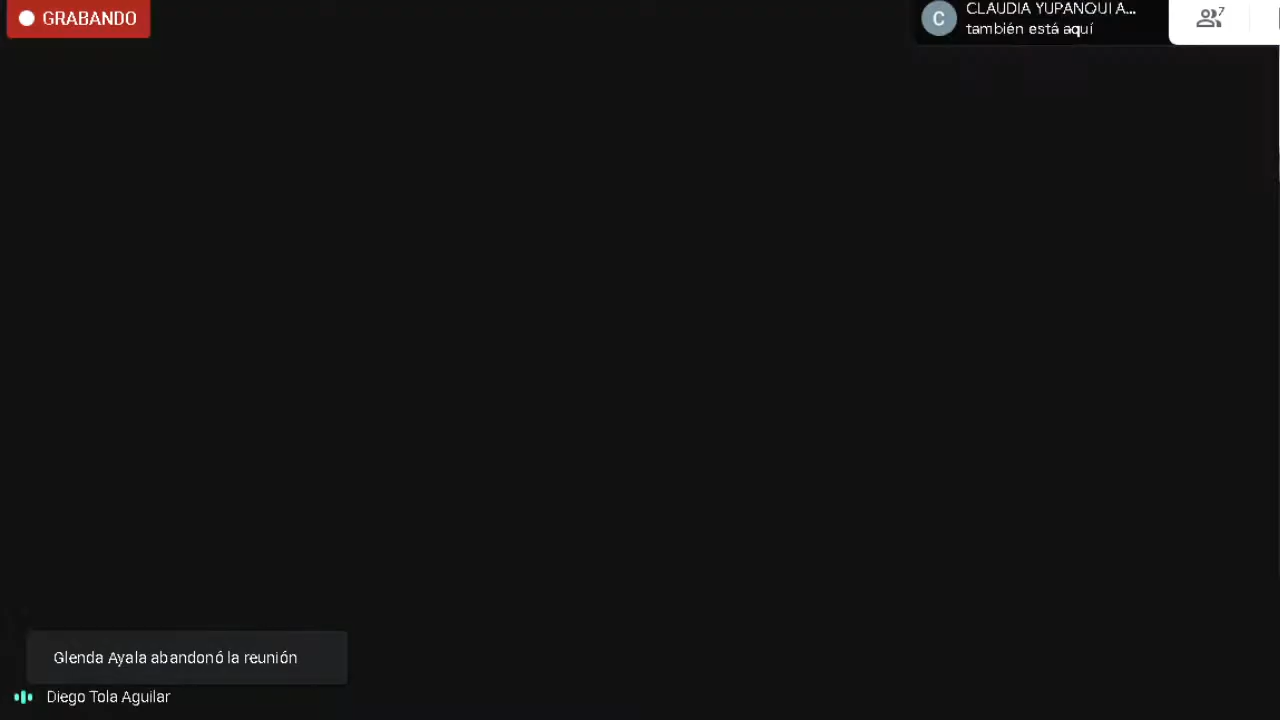 GRABANDO
CLAUDIA YUPANQUI A...
también está aquí
C
7
Glenda Ayala abandonó la reunión
Diego Tola Aguilar